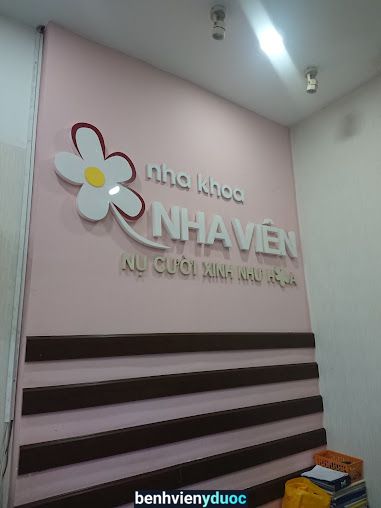 nha khoa
NHA VIÊN
NỤ CƯỜI XINH NHƯ HOA
benhvienyduoc